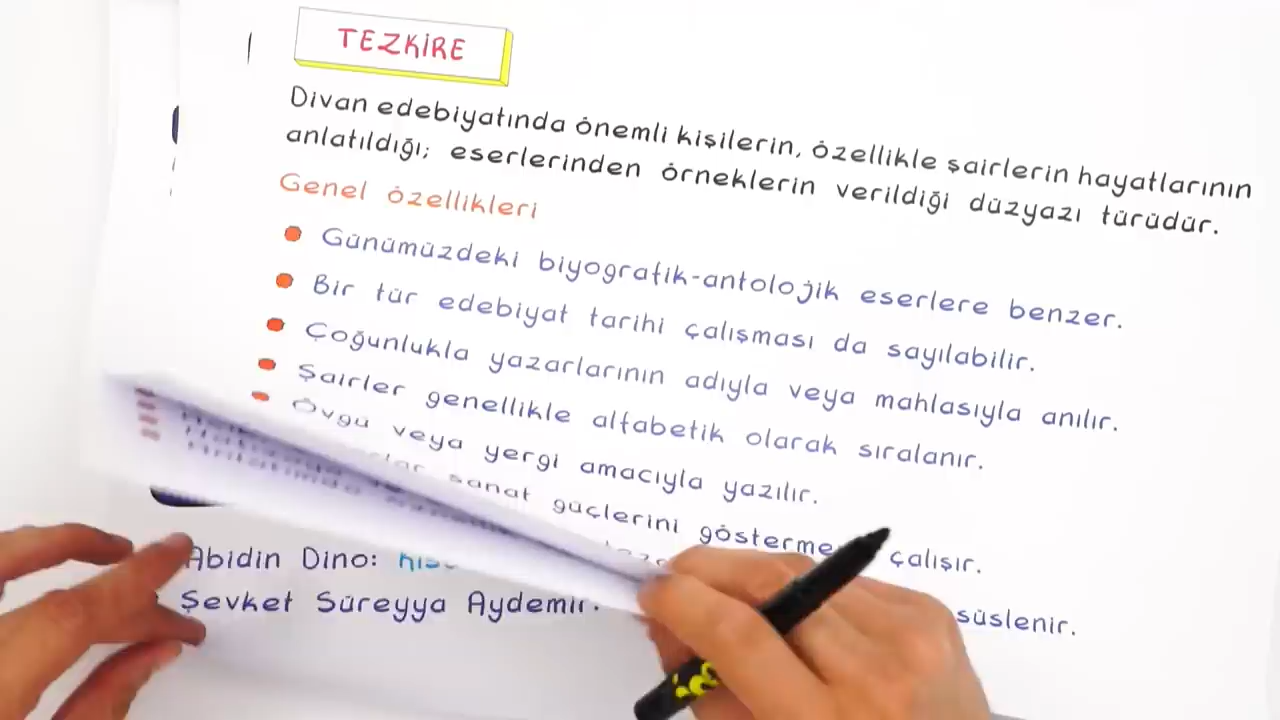 TEZKİRE
Divan edebiyatında önemli kişilerin, özellikle şairlerin hayatlarının
anlatıldığı; eserlerinden örneklerin verildiği düzyazı türüdür.
Genel özellikleri
Günümüzdeki biyografik-antolojik eserlere benzer.
Bir tür edebiyat tarihi çalışması da sayılabilir.
Çoğunlukla yazarlarının adıyla veya mahlasıyla anılır.
Şairler genellikle alfabetik olarak sıralanır.
Övgü veya yergi amacıyla yazılır.
sanat güçlerini çalışır.
süslenir.
Abidin Dino:
Şevket Süreyya Aydemir: